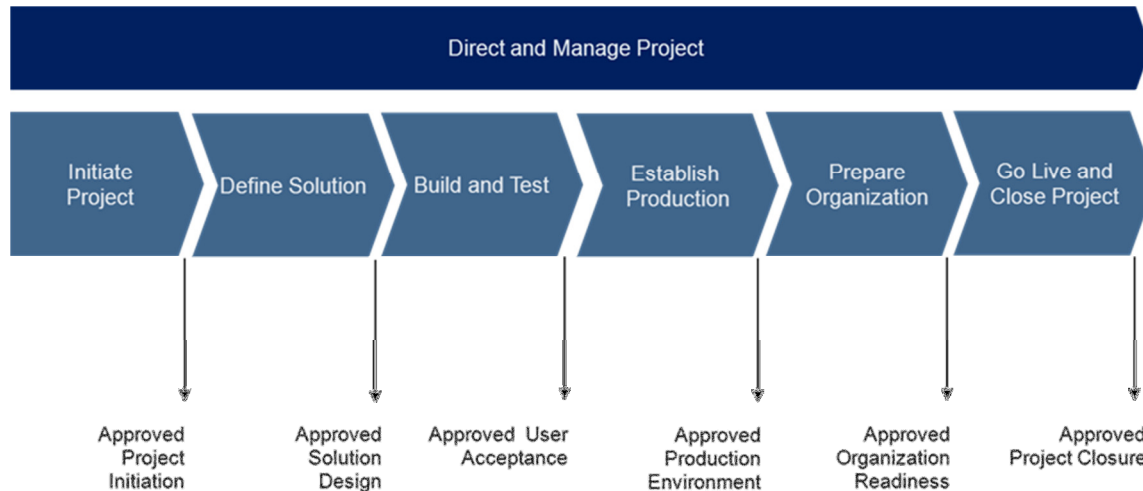 Direct and Manage Project
Initiate
Project
Define Solution
Build and Test
Establish
Production
Prepare
Organization
Go Live and
Close Project
Approved
Project
Initiation
Approved
Solution
Design
Approved User
Acceptance
Approved
Production
Environment
Approved
Organization
Readiness
Approved
Project Closure